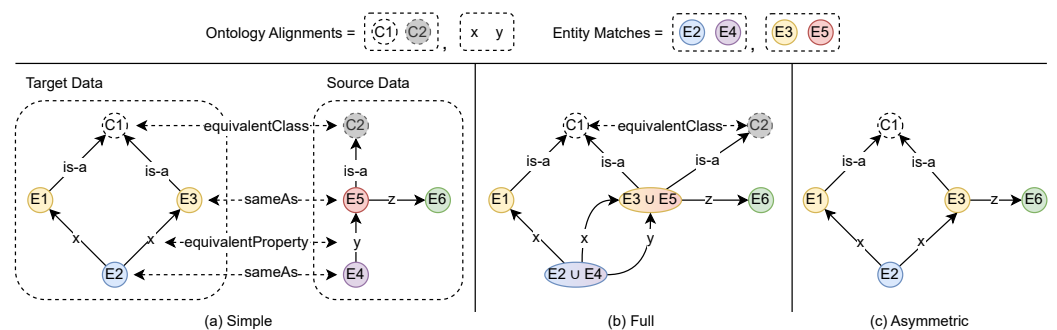 Ontology Alignments = C1 C2 , x y
Entity Matches = E2 E4 , E3 E5
Target Data
Source Data
C1 equivalentClass C2
is-a is-a is-a
E1 E3 sameAs E5 z E6
x x equivalentProperty y
E2 sameAs E4
(a) Simple
C1 equivalentClass C2
is-a is-a is-a
E1 E3 ∪ E5 z E6
x x y
E2 ∪ E4
(b) Full
C1
is-a is-a
E1 E3 z E6
x x
E2
(c) Asymmetric